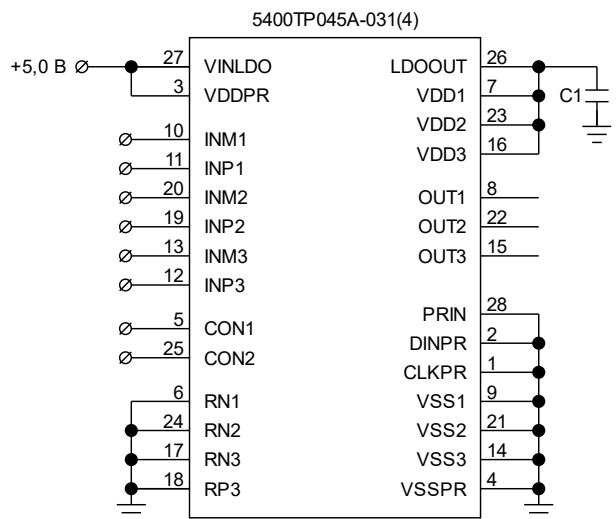 5400ТР045А-031(4)
+5,0 В 27 VINLDO LDOOUT 26
3 VDDPR VDD1 7 C1
VDD2 23
10 INM1 VDD3 16
11 INP1
20 INM2 OUT1 8
19 INP2 OUT2 22
13 INM3 OUT3 15
12 INP3
PRIN 28
5 CON1 DINPR 2
25 CON2 CLKPR 1
6 RN1 VSS1 9
24 RN2 VSS2 21
17 RN3 VSS3 14
18 RP3 VSSPR 4